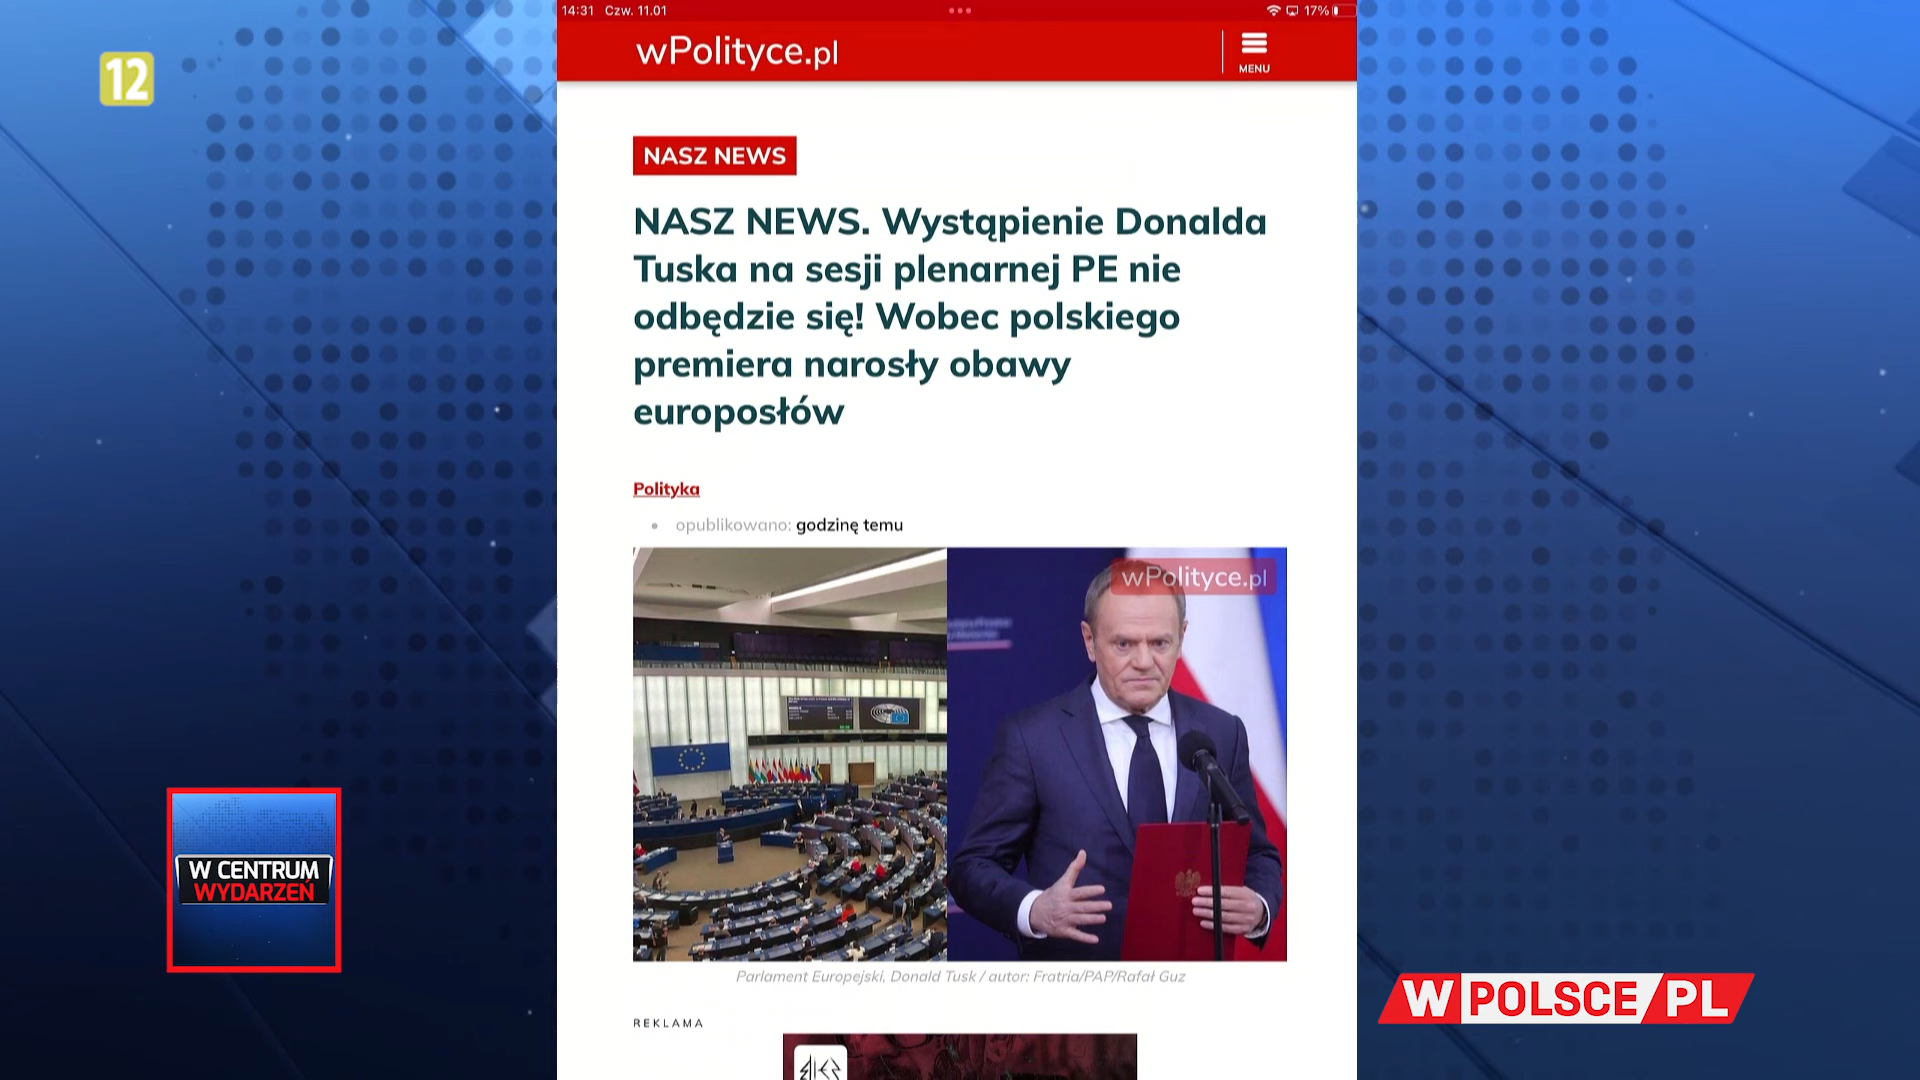 14:31 Czw. 11.01
17%
wPolityce.pl
MENU
12
NASZ NEWS
NASZ NEWS. Wystąpienie Donalda
Tuska na sesji plenarnej PE nie
odbędzie się! Wobec polskiego
premiera narosły obawy
europosłów
Polityka
• opublikowano: godzinę temu
wPolityce.pl
Parlament Europejski, Donald Tusk / autor: Fratria/PAP/Rafał Guz
REKLAMA
W CENTRUM
WYDARZEŃ
W POLSCE/PL